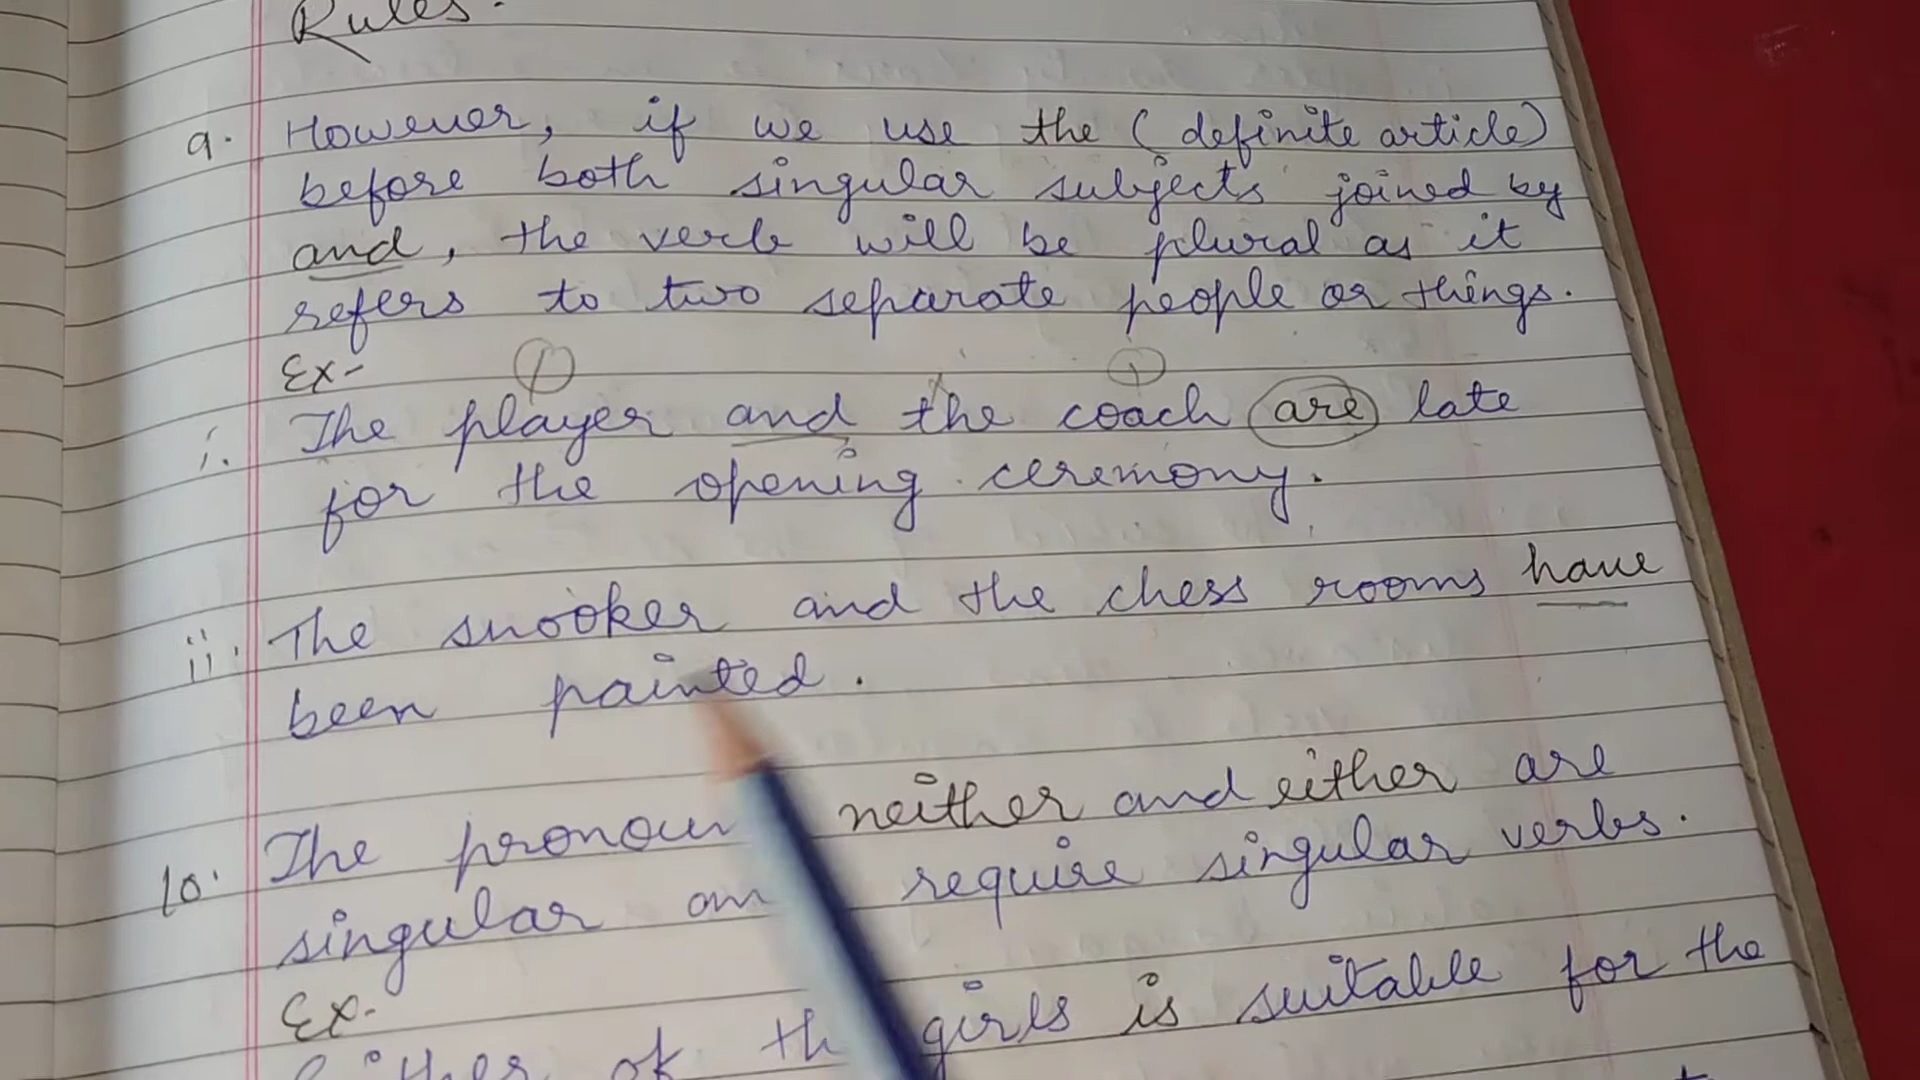 Rules.
9. However, if we use the (definite article)
before both singular subjects joined by
and, the verb will be plural as it
refers to two separate people or things.
Ex-
i. The player and the coach are late
for the opening ceremony.
ii. The snooker and the chess rooms have
been painted.
10. The pronoun neither and either are
singular an require singular verbs.
Ex-
of th girls is suitable for the